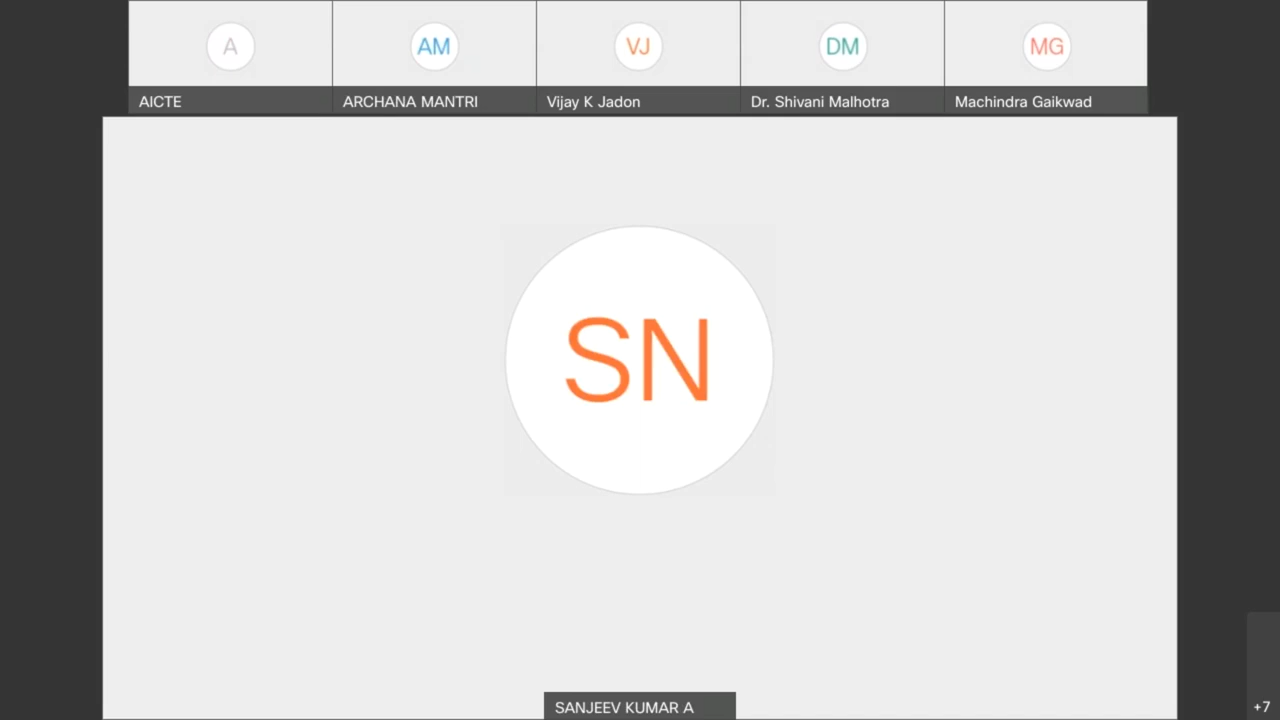 A
AM
VJ
DM
MG
AICTE
ARCHANA MANTRI
Vijay K Jadon
Dr. Shivani Malhotra
Machindra Gaikwad
SN
SANJEEV KUMAR A
+7